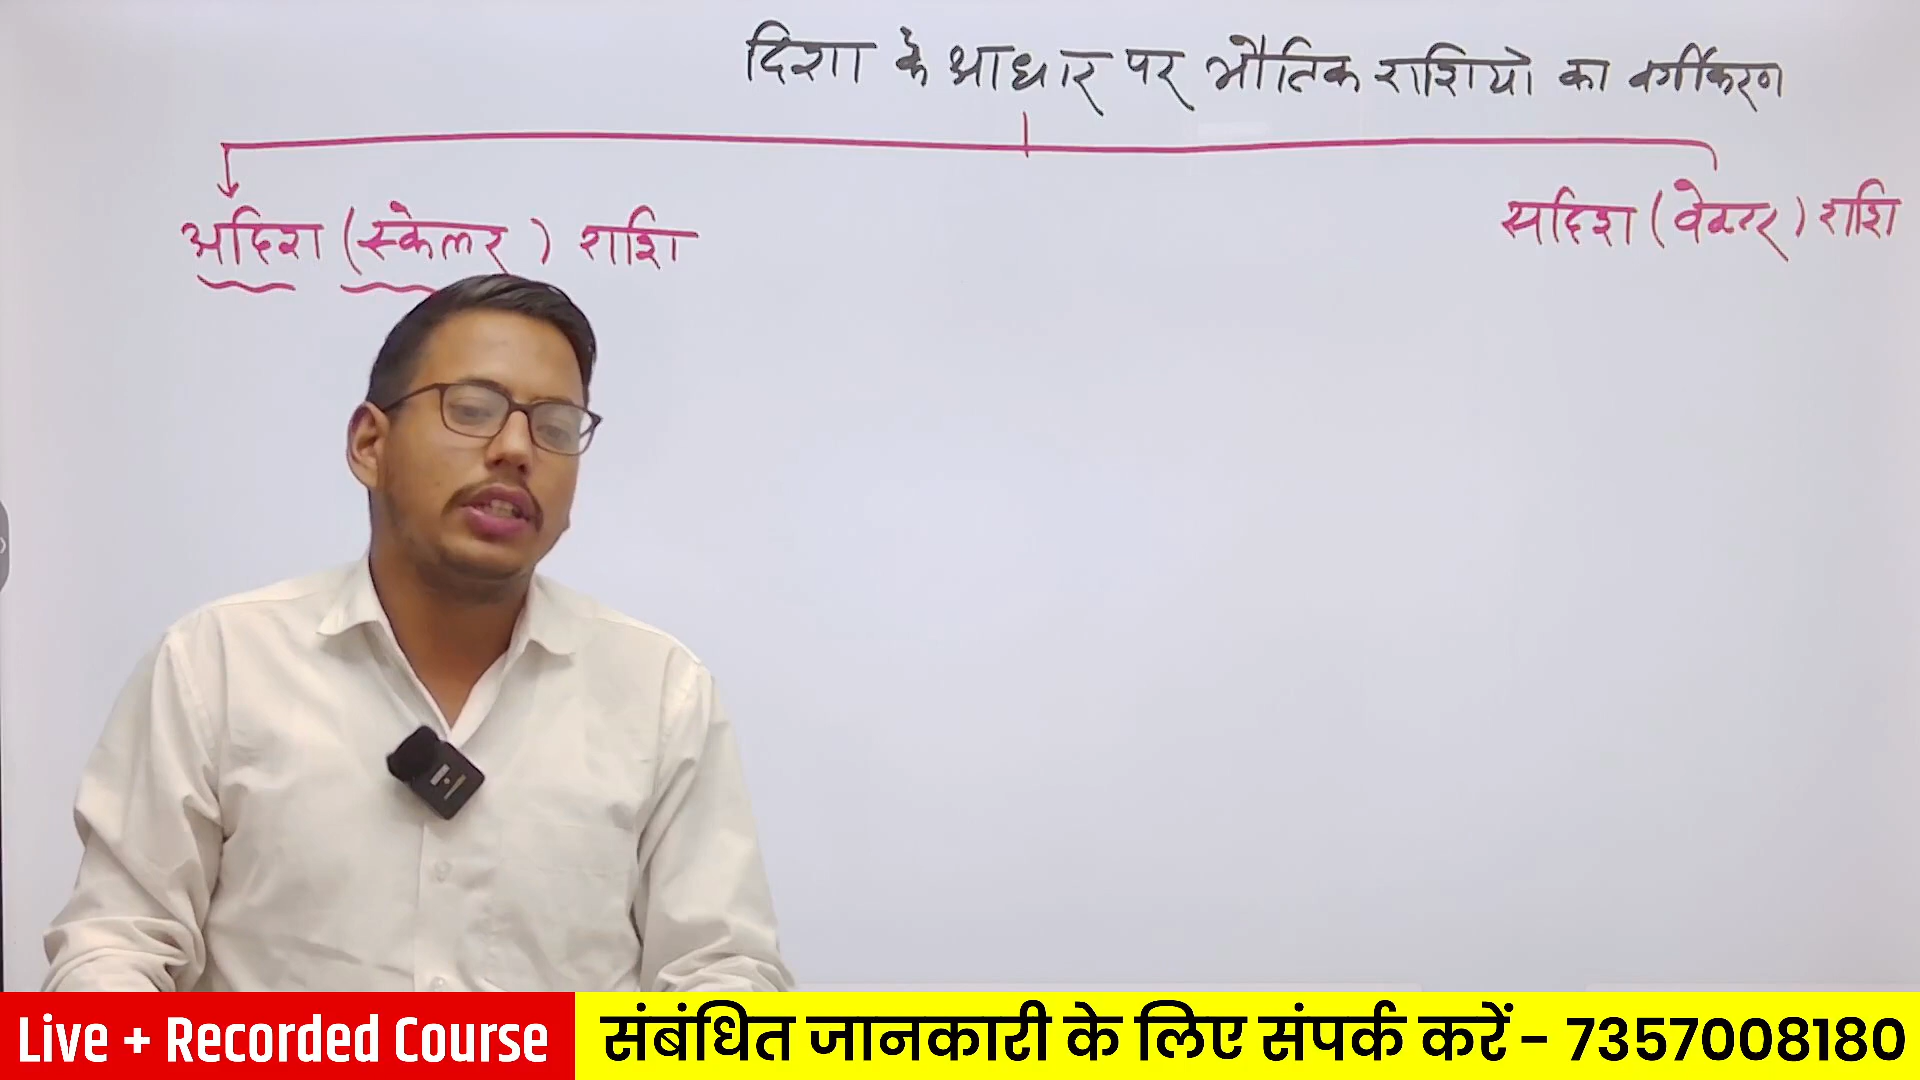 दिशा के आधार पर भौतिक राशियो का वर्गीकरण
अदिश (स्केलर) राशि
सदिश (वेक्टर) राशि
Live + Recorded Course
संबंधित जानकारी के लिए संपर्क करें – 7357008180